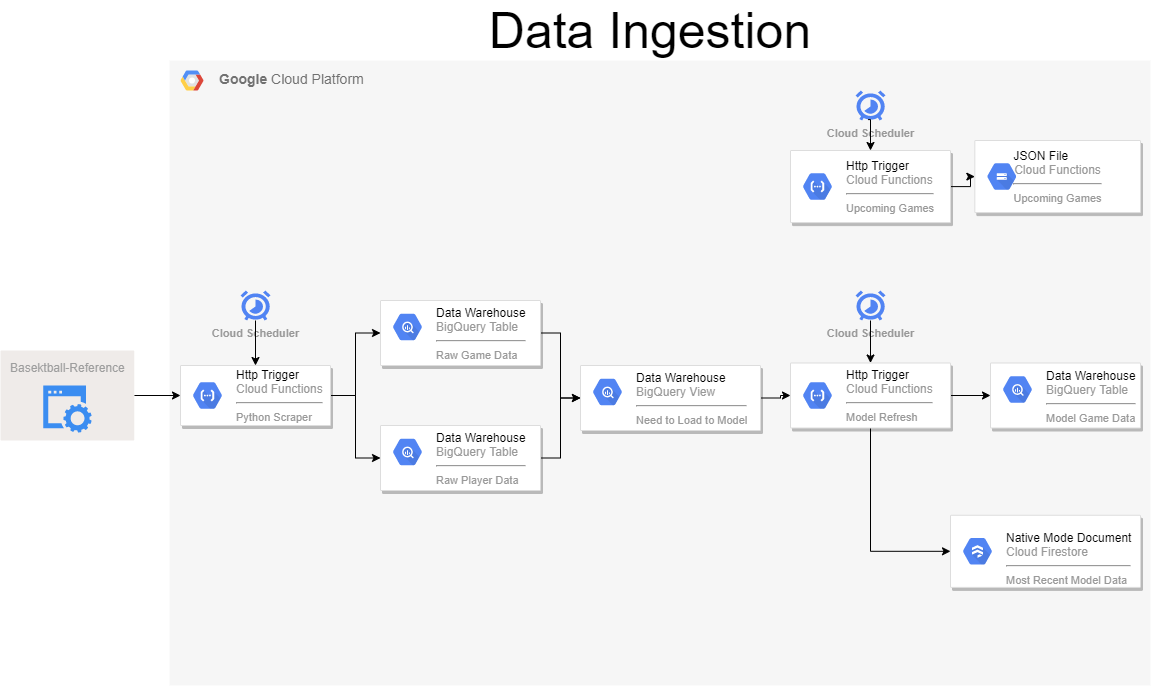 Data Ingestion
Google Cloud Platform
Cloud Scheduler
Http Trigger
Cloud Functions
Upcoming Games
JSON File
Cloud Functions
Upcoming Games
Basektball-Reference
Cloud Scheduler
Http Trigger
Cloud Functions
Python Scraper
Data Warehouse
BigQuery Table
Raw Game Data
Data Warehouse
BigQuery Table
Raw Player Data
Data Warehouse
BigQuery View
Need to Load to Model
Cloud Scheduler
Http Trigger
Cloud Functions
Model Refresh
Data Warehouse
BigQuery Table
Model Game Data
Native Mode Document
Cloud Firestore
Most Recent Model Data